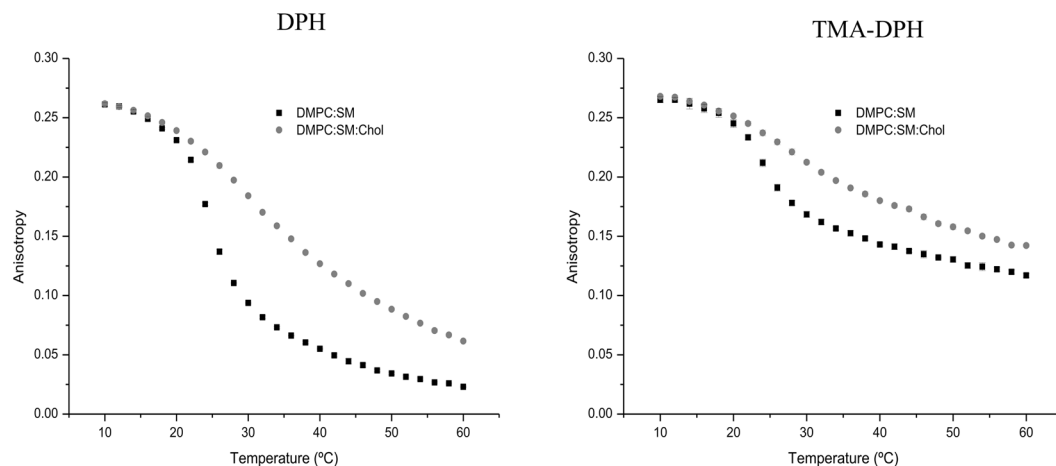 DPH
0.30
0.25
0.20
0.15
0.10
0.05
0.00
Anisotropy
DMPC:SM
DMPC:SM:Chol
10
20
30
40
50
60
Temperature (ºC)
TMA-DPH
0.30
0.25
0.20
0.15
0.10
0.05
0.00
Anisotropy
DMPC:SM
DMPC:SM:Chol
10
20
30
40
50
60
Temperature (ºC)